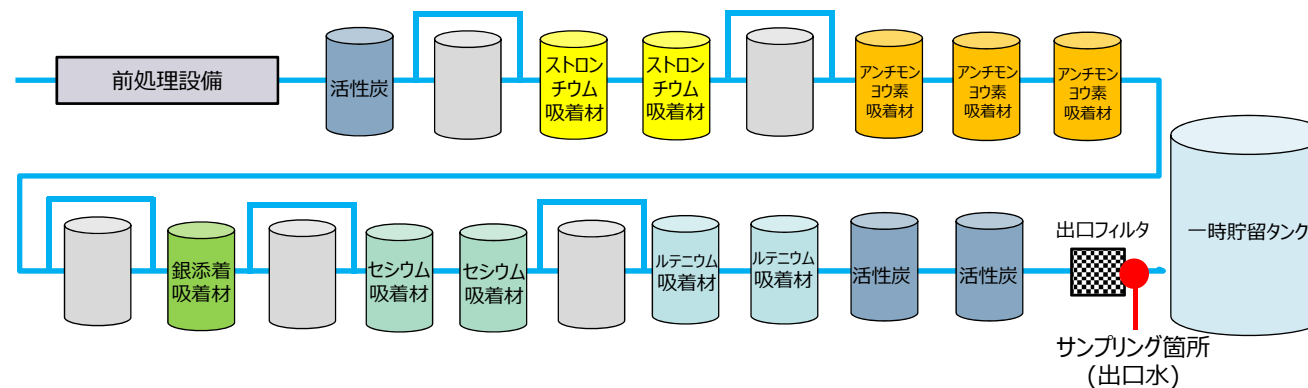 前処理設備
活性炭
ストロン
チウム
吸着材
ストロン
チウム
吸着材
アンチモン
ヨウ素
吸着材
アンチモン
ヨウ素
吸着材
アンチモン
ヨウ素
吸着材
銀添着
吸着材
セシウム
吸着材
セシウム
吸着材
ルテニウム
吸着材
ルテニウム
吸着材
活性炭
活性炭
出口フィルタ
一時貯留タンク
サンプリング箇所
(出口水)